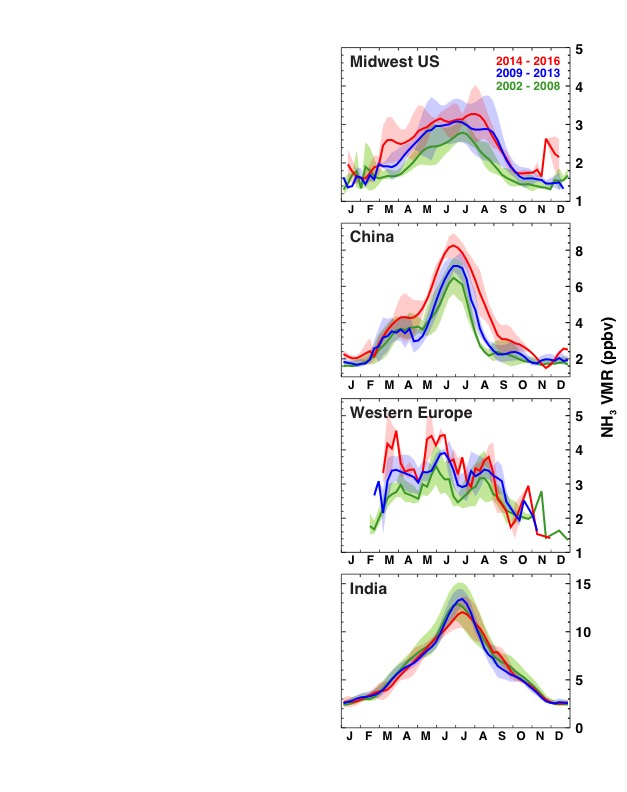 Midwest US
2014 - 2016
2009 - 2013
2002 - 2008
5
4
3
2
1
J F M A M J J A S O N D
China
8
6
4
2
J F M A M J J A S O N D
NH3 VMR (ppbv)
Western Europe
5
4
3
2
1
J F M A M J J A S O N D
India
15
10
5
0
J F M A M J J A S O N D